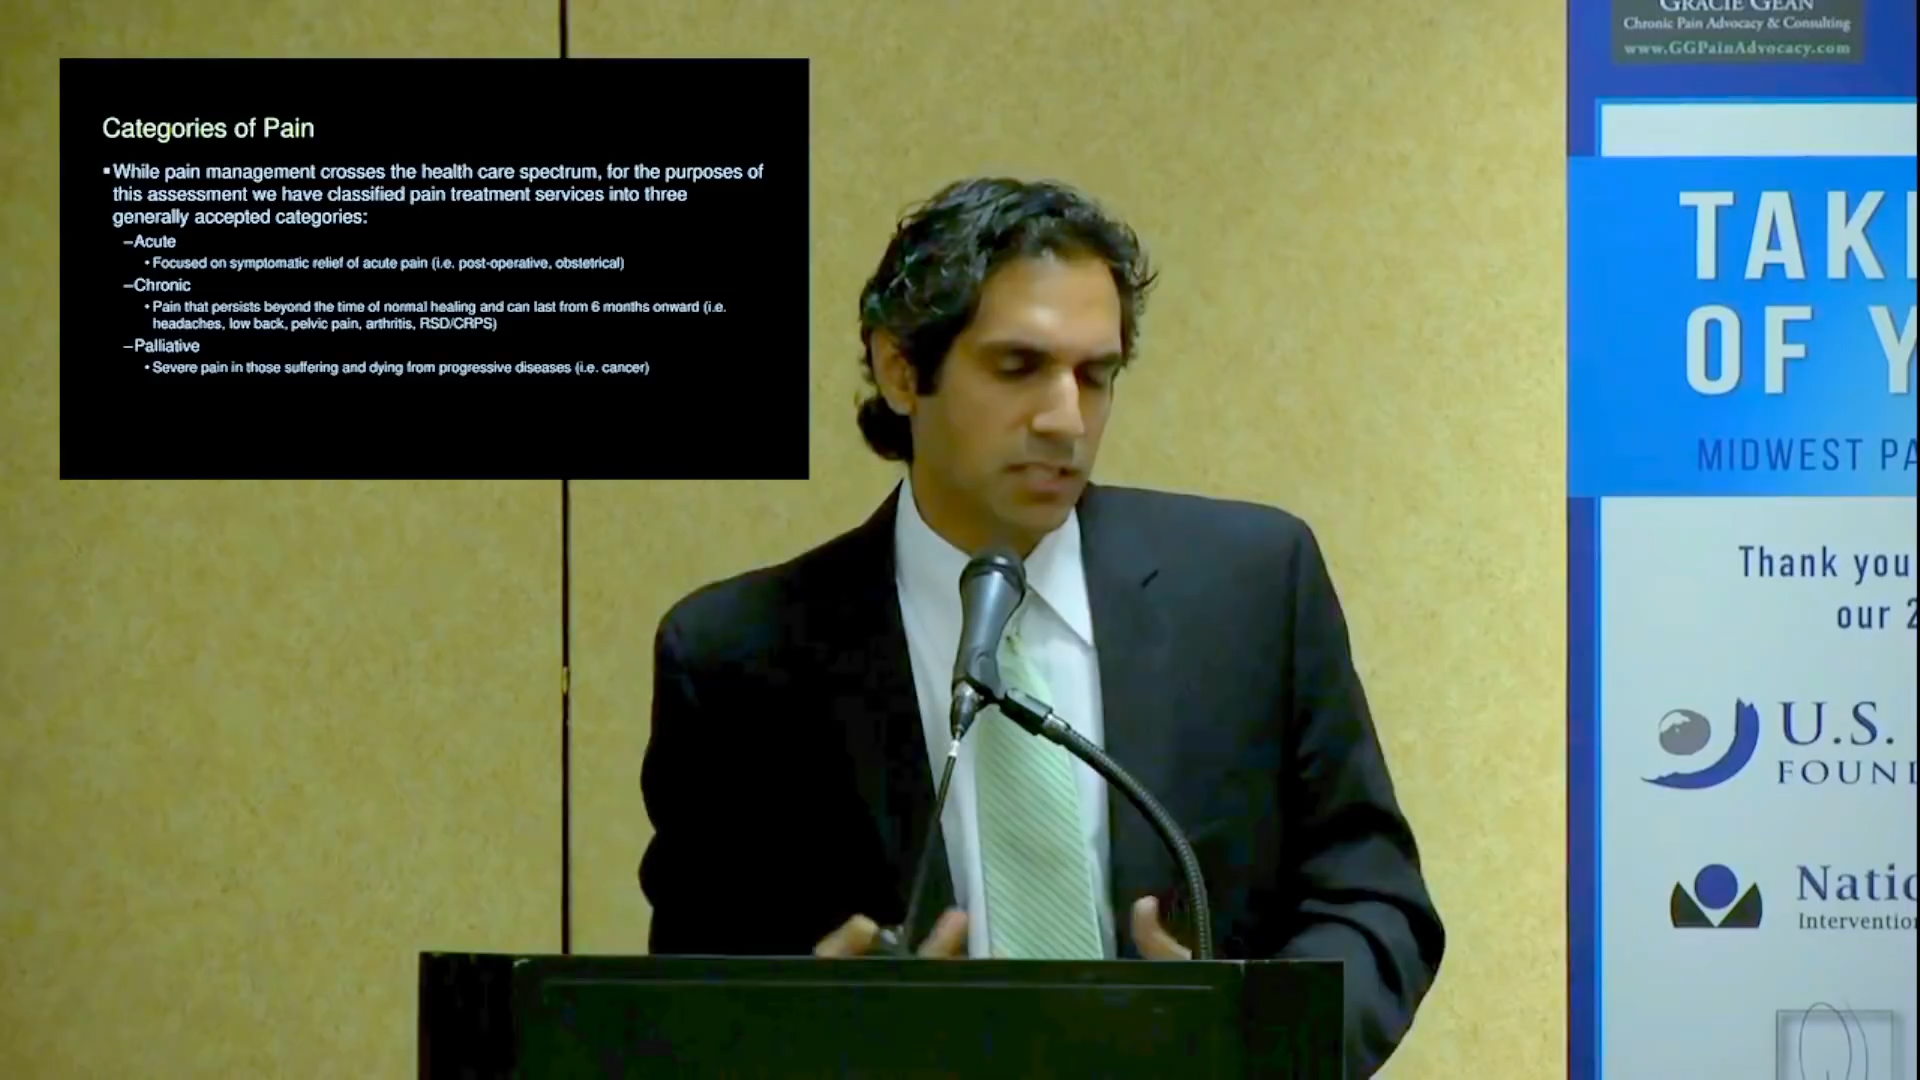 Categories of Pain
▪While pain management crosses the health care spectrum, for the purposes of
this assessment we have classified pain treatment services into three
generally accepted categories:
–Acute
• Focused on symptomatic relief of acute pain (i.e. post-operative, obstetrical)
–Chronic
• Pain that persists beyond the time of normal healing and can last from 6 months onward (i.e.
headaches, low back, pelvic pain, arthritis, RSD/CRPS)
–Palliative
• Severe pain in those suffering and dying from progressive diseases (i.e. cancer)
GRACIE GEAN
Chronic Pain Advocacy & Consulting
www.GGPainAdvocacy.com
TAK
OF Y
MIDWEST PA
Thank you
our 2
U.S.
FOUN
Natio
Interventio